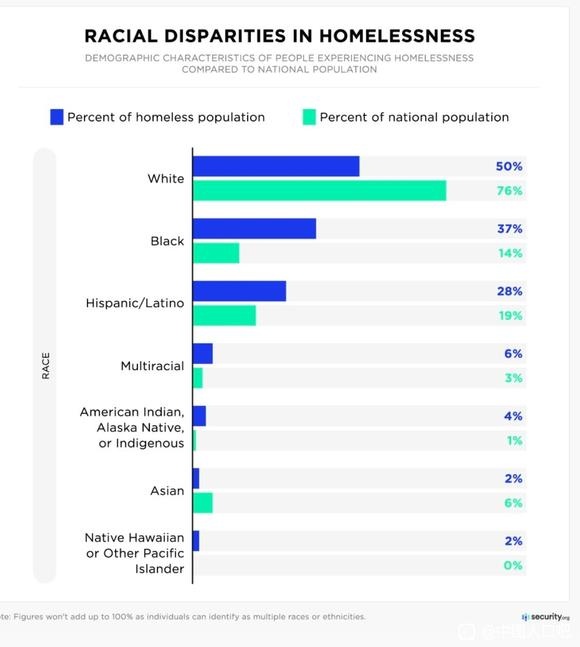 RACIAL DISPARITIES IN HOMELESSNESS
DEMOGRAPHIC CHARACTERISTICS OF PEOPLE EXPERIENCING HOMELESSNESS
COMPARED TO NATIONAL POPULATION
Percent of homeless population
Percent of national population
RACE
White
50%
76%
Black
37%
14%
Hispanic/Latino
28%
19%
Multiracial
6%
3%
American Indian,
Alaska Native,
or Indigenous
4%
1%
Asian
2%
6%
Native Hawaiian
or Other Pacific
Islander
2%
0%
te: Figures won't add up to 100% as individuals can identify as multiple races or ethnicities.
security.org